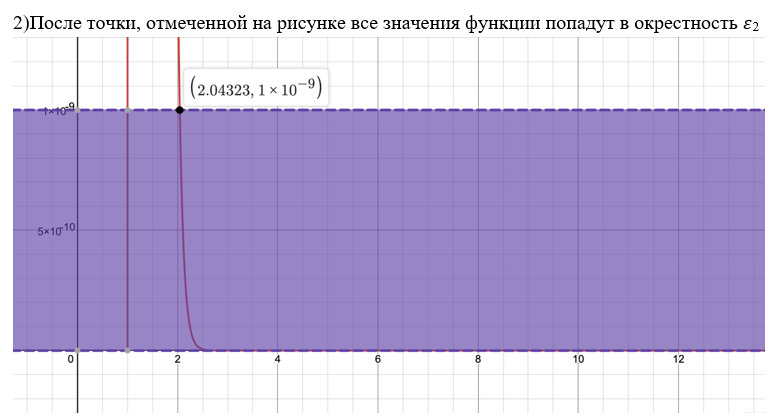 2)После точки, отмеченной на рисунке все значения функции попадут в окрестность ε₂
(2.04323, 1 × 10⁻⁹)
1×10⁻⁹
5×10⁻¹⁰
0 2 4 6 8 10 12